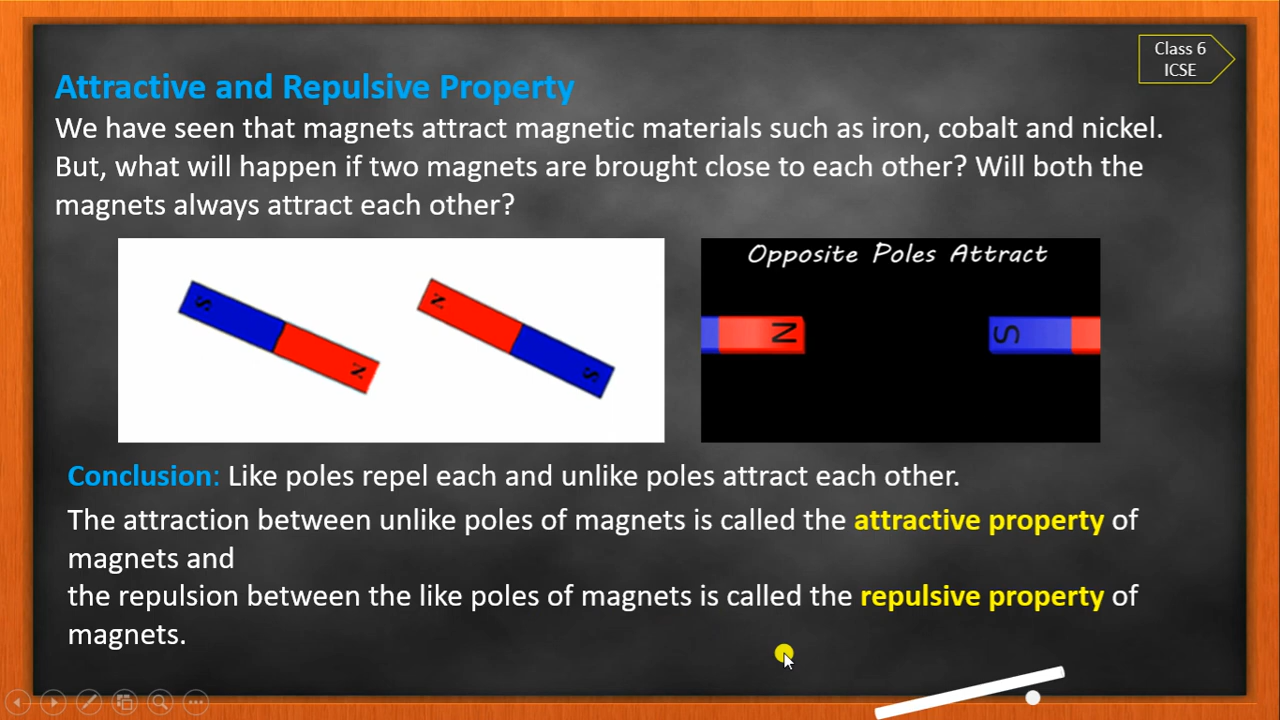 Class 6
ICSE
Attractive and Repulsive Property
We have seen that magnets attract magnetic materials such as iron, cobalt and nickel.
But, what will happen if two magnets are brought close to each other? Will both the
magnets always attract each other?
S
N
N
S
Opposite Poles Attract
N
S
Conclusion: Like poles repel each and unlike poles attract each other.
The attraction between unlike poles of magnets is called the attractive property of
magnets and
the repulsion between the like poles of magnets is called the repulsive property of
magnets.